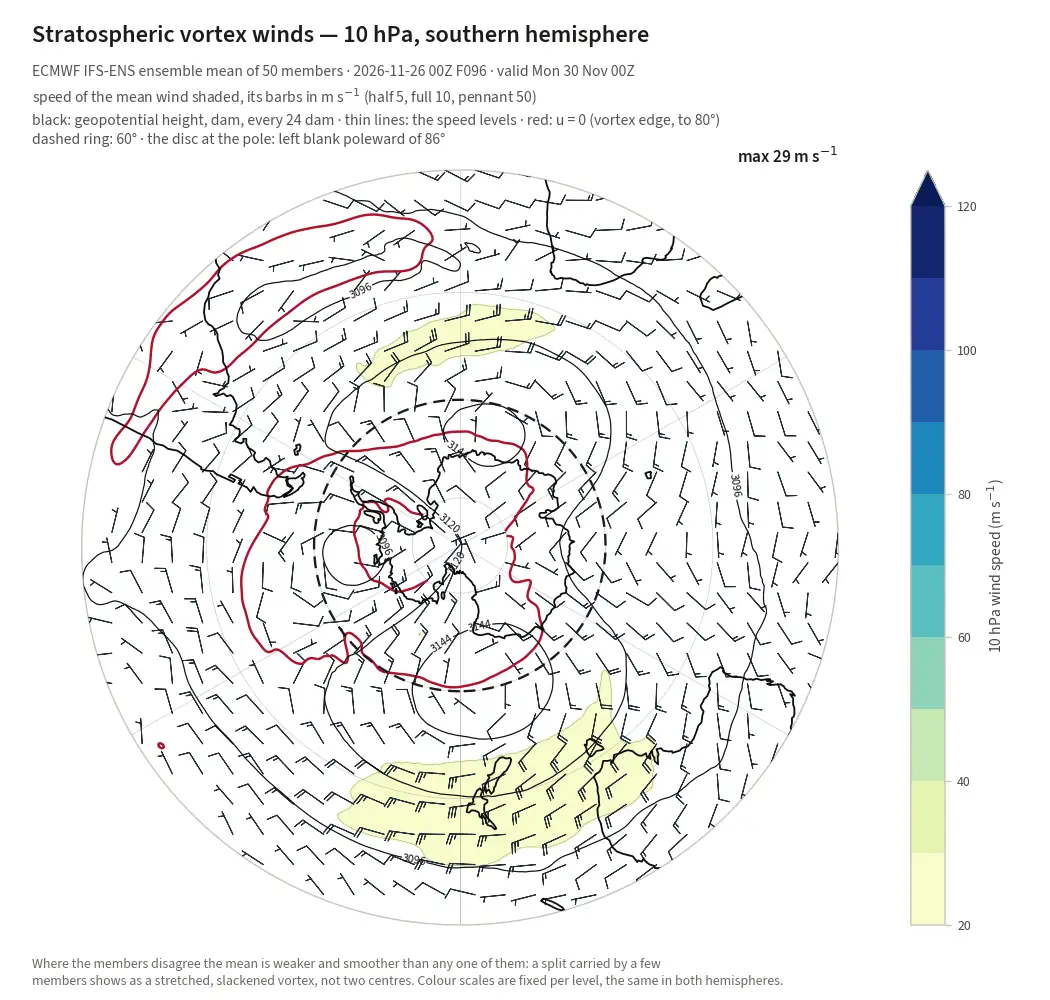 Stratospheric vortex winds — 10 hPa, southern hemisphere
ECMWF IFS-ENS ensemble mean of 50 members · 2026-11-26 00Z F096 · valid Mon 30 Nov 00Z
speed of the mean wind shaded, its barbs in m s⁻¹ (half 5, full 10, pennant 50)
black: geopotential height, dam, every 24 dam · thin lines: the speed levels · red: u = 0 (vortex edge, to 80°)
dashed ring: 60° · the disc at the pole: left blank poleward of 86°
max 29 m s⁻¹
120
100
80
60
40
20
10 hPa wind speed (m s⁻¹)
3096
3096
3120
3096
3144
3144
3096
Where the members disagree the mean is weaker and smoother than any one of them: a split carried by a few
members shows as a stretched, slackened vortex, not two centres. Colour scales are fixed per level, the same in both hemispheres.